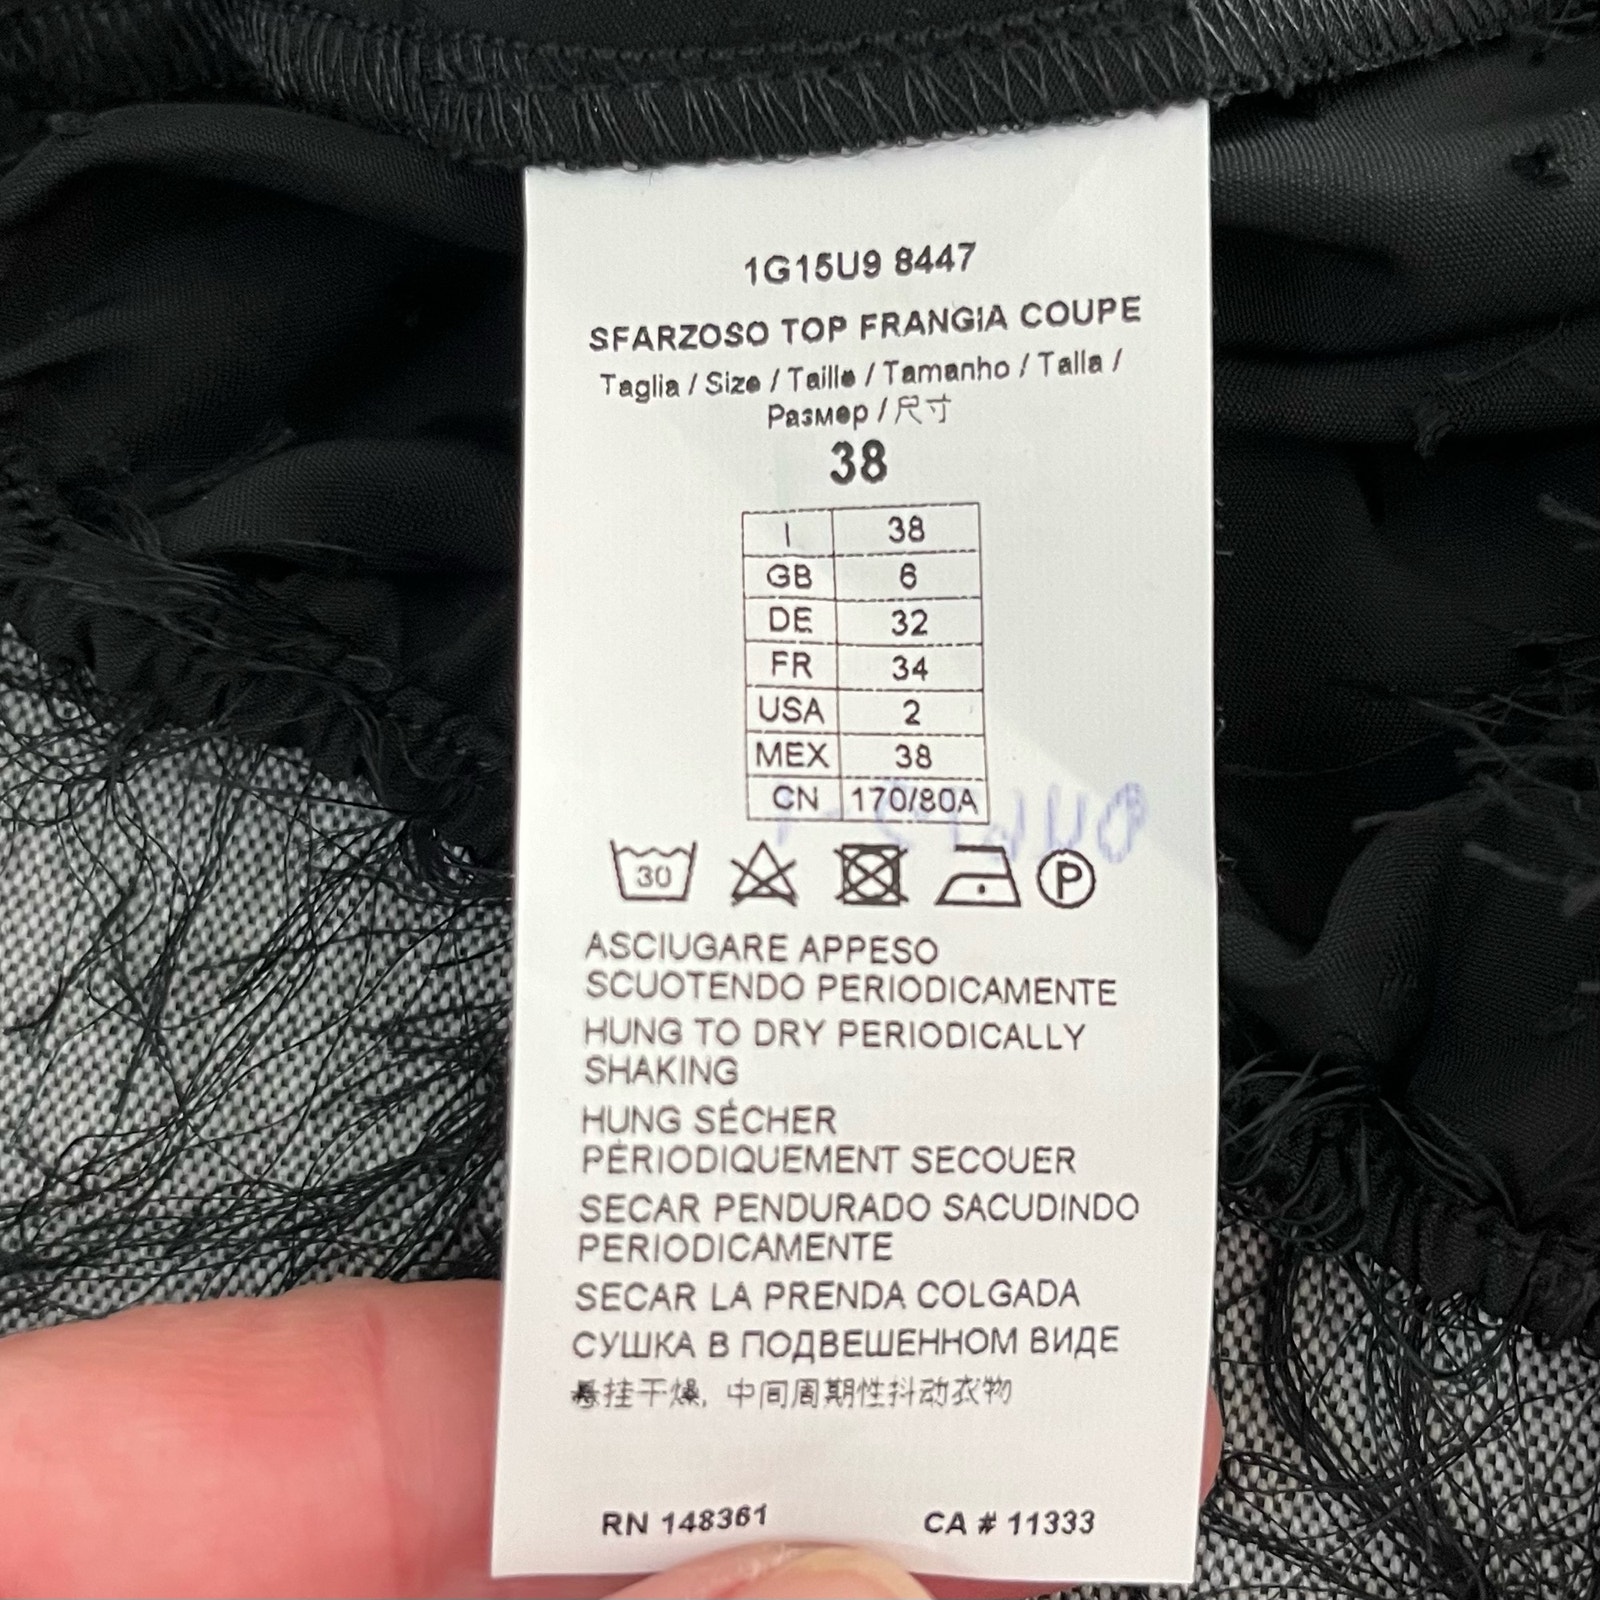 1G15U9 8447
SFARZOSO TOP FRANGIA COUPE
Taglia / Size / Taille / Tamanho / Talla /
Размер / 尺寸
38
I 38
GB 6
DE 32
FR 34
USA 2
MEX 38
CN 170/80A
30 P
ASCIUGARE APPESO
SCUOTENDO PERIODICAMENTE
HUNG TO DRY PERIODICALLY
SHAKING
HUNG SÉCHER
PÉRIODIQUEMENT SECOUER
SECAR PENDURADO SACUDINDO
PERIODICAMENTE
SECAR LA PRENDA COLGADA
СУШКА В ПОДВЕШЕННОМ ВИДЕ
悬挂干燥, 中间周期性抖动衣物
RN 148361 CA # 11333